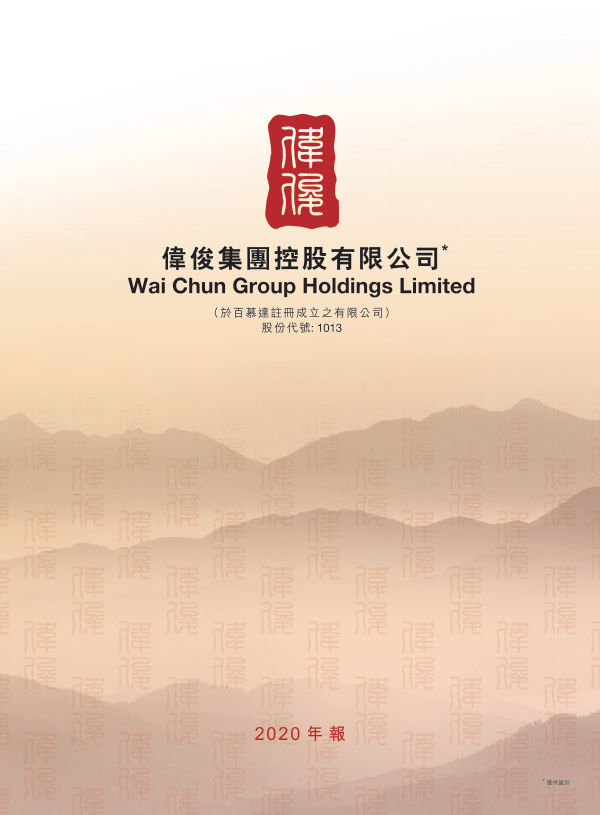 偉俊
偉俊集團控股有限公司*
Wai Chun Group Holdings Limited
（於百慕達註冊成立之有限公司）
股份代號: 1013
2020 年報
* 僅供識別